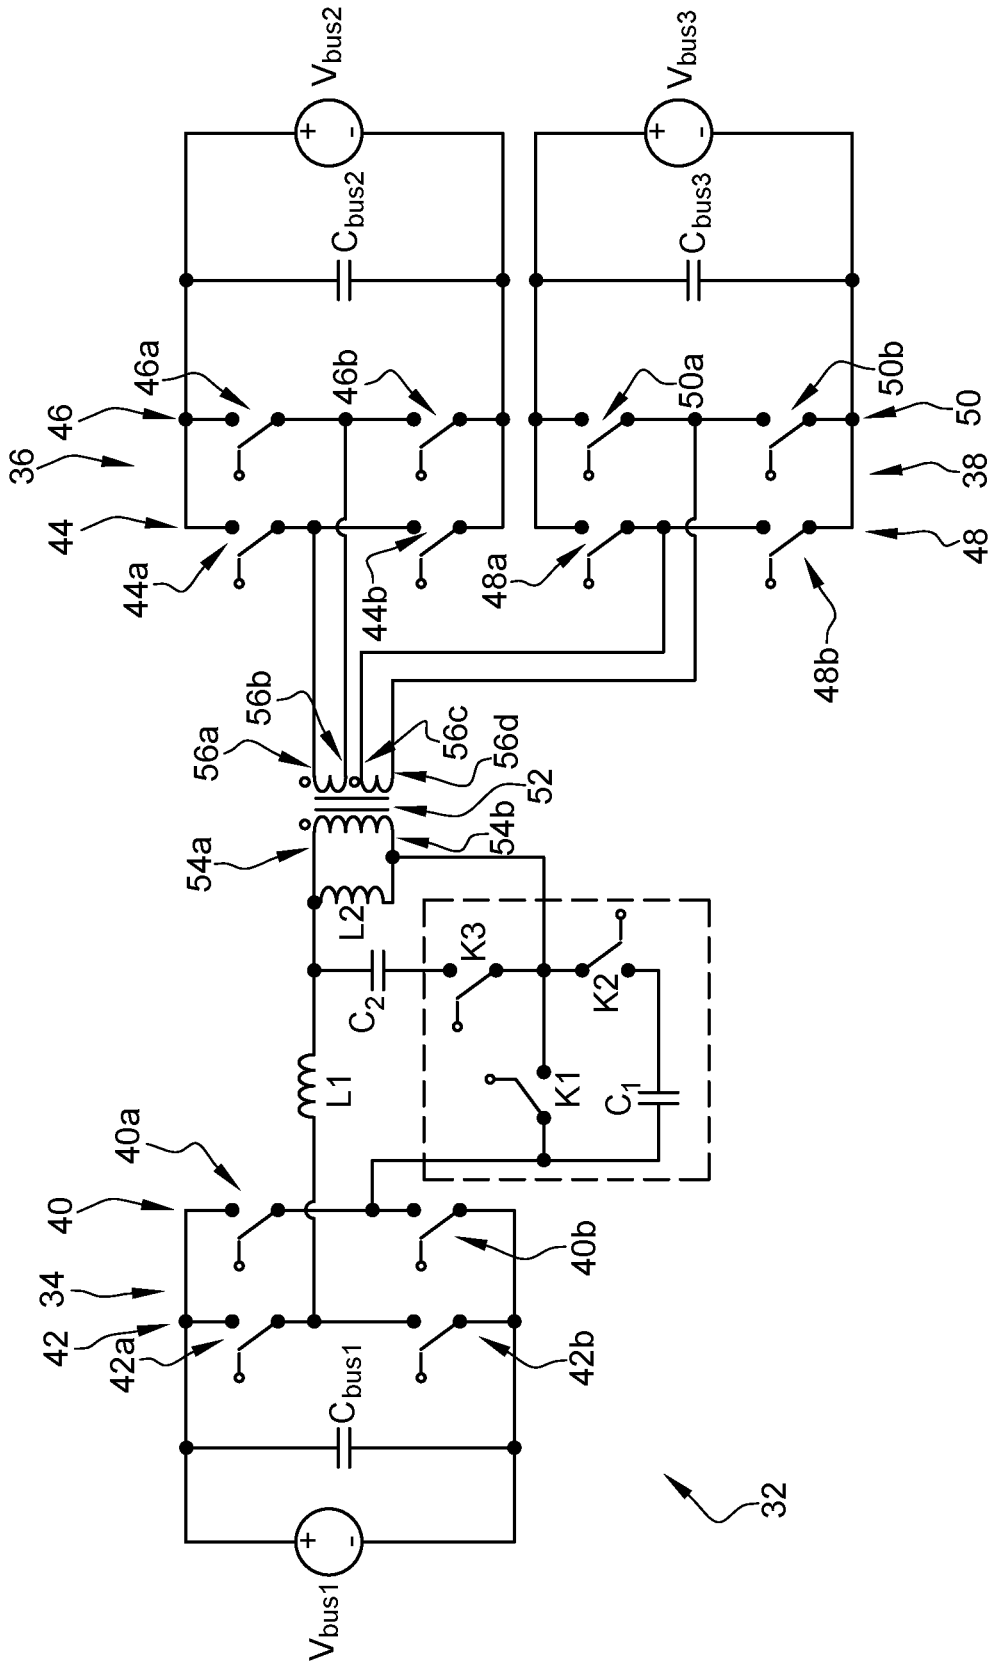 Vbus2
Cbus2
46a
46
46b
36
44
44a
44b
Vbus3
Cbus3
50a
50b
50
38
48a
48
48b
56a
56b
56c
56d
52
54a
54b
L2
C2
K3
K2
K1
C1
L1
40a
40
40b
34
42
42a
42b
Cbus1
Vbus1
32
+
-
+
-
+
-